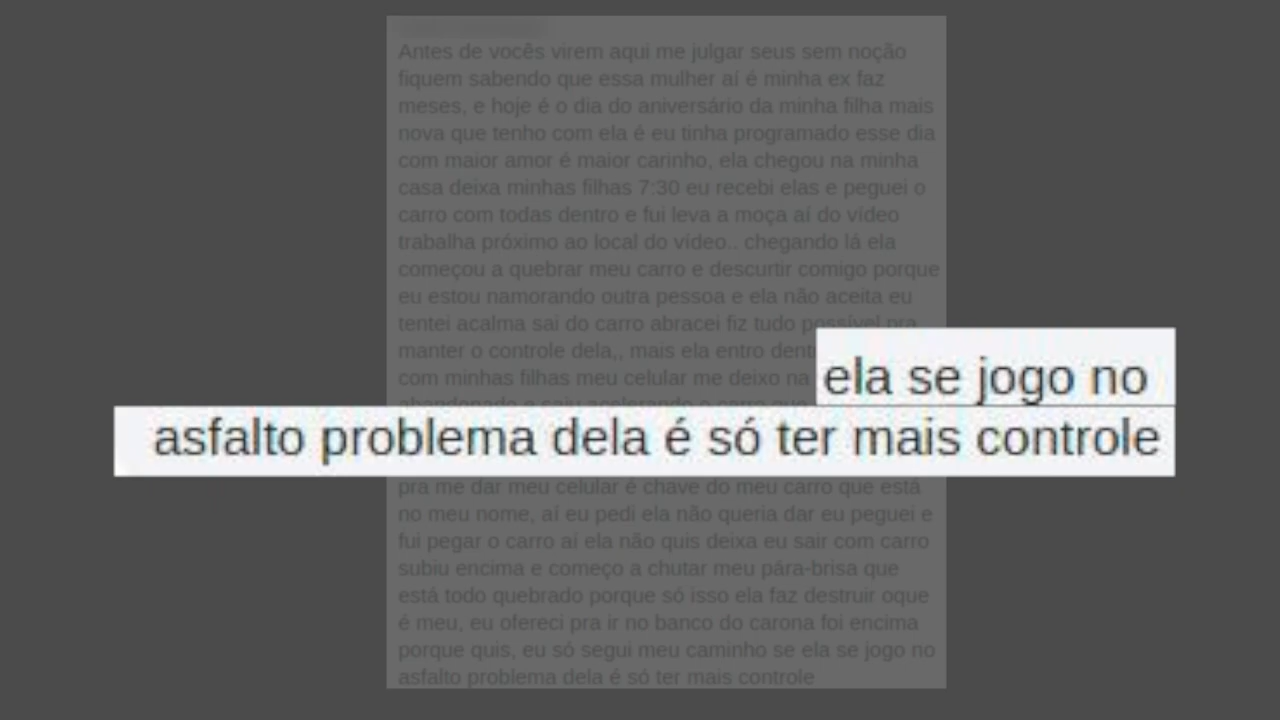 Antes de vocês virem aqui me julgar seus sem noção
fiquem sabendo que essa mulher aí é minha ex faz
meses, e hoje é o dia do aniversário da minha filha mais
nova que tenho com ela é eu tinha programado esse dia
com maior amor é maior carinho, ela chegou na minha
casa deixa minhas filhas 7:30 eu recebi elas e peguei o
carro com todas dentro e fui leva a moça aí do vídeo
trabalha próximo ao local do vídeo.. chegando lá ela
começou a quebrar meu carro e descurtir comigo porque
eu estou namorando outra pessoa e ela não aceita eu
tentei acalma sai do carro abracei fiz tudo possível pra
manter o controle dela,, mais ela entro
com minhas filhas meu celular me deixo na
ela se jogo no
asfalto problema dela é só ter mais controle
pra me dar meu celular é chave do meu carro que está
no meu nome, aí eu pedi ela não queria dar eu peguei e
fui pegar o carro aí ela não quis deixa eu sair com carro
subiu encima e começo a chutar meu pára-brisa que
está todo quebrado porque só isso ela faz destruir oque
é meu, eu ofereci pra ir no banco do carona foi encima
porque quis, eu só segui meu caminho se ela se jogo no
asfalto problema dela é só ter mais controle